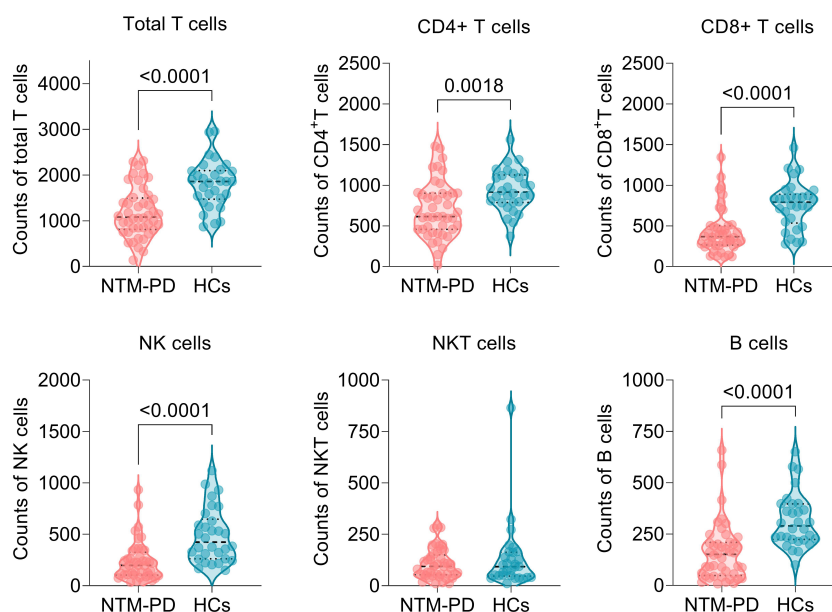 Total T cells
CD4+ T cells
CD8+ T cells
Counts of total T cells
4000
3000
2000
1000
0
<0.0001
NTM-PD
HCs
Counts of CD4⁺T cells
2500
2000
1500
1000
500
0
0.0018
NTM-PD
HCs
Counts of CD8⁺T cells
2500
2000
1500
1000
500
0
<0.0001
NTM-PD
HCs
NK cells
NKT cells
B cells
Counts of NK cells
2000
1500
1000
500
0
<0.0001
NTM-PD
HCs
Counts of NKT cells
1000
750
500
250
0
NTM-PD
HCs
Counts of B cells
1000
750
500
250
0
<0.0001
NTM-PD
HCs